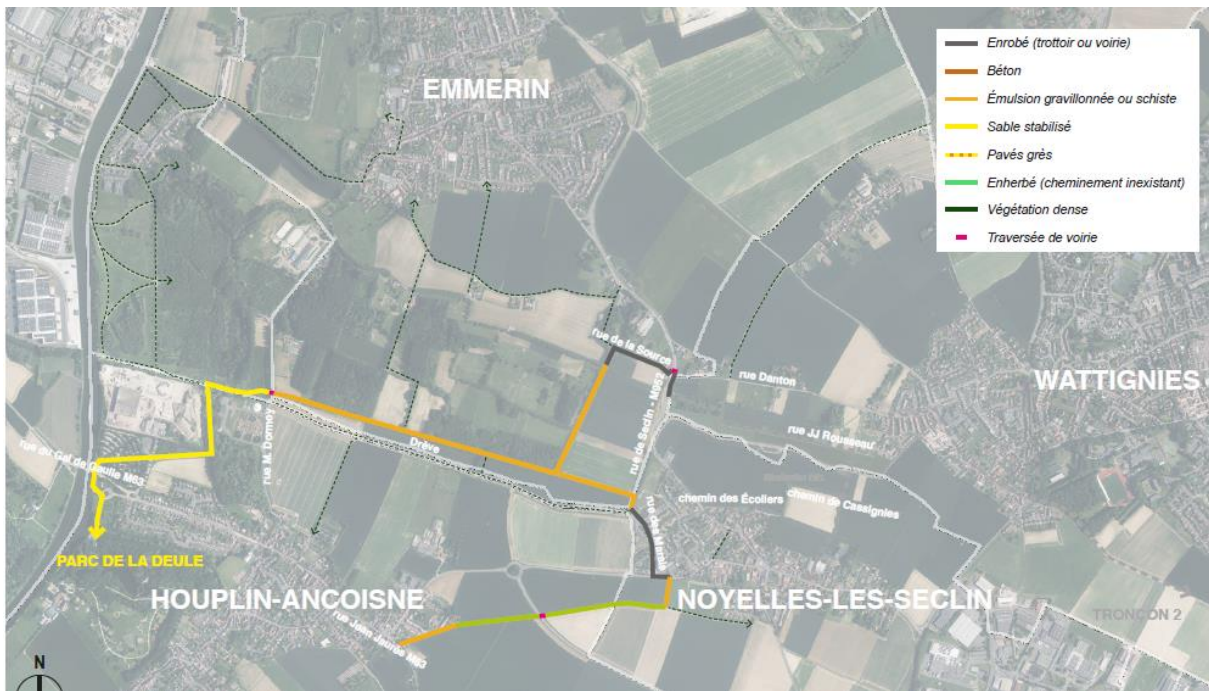 EMMERIN
Enrobé (trottoir ou voirie)
Béton
Émulsion gravillonnée ou schiste
Sable stabilisé
Pavés grès
Enherbé (cheminement inexistant)
Végétation dense
Traversée de voirie
rue de la Source
rue Danton
WATTIGNIES
rue de Seclin - M952
rue JJ Rousseau
rue M. Dormoy
Drève
rue du Gal de Gaulle M63
chemin des Écoliers
chemin de Cassignies
PARC DE LA DEULE
HOUPLIN-ANCOISNE
NOYELLES-LES-SECLIN
TRONÇON 2
rue Jean Jaurès M63
N